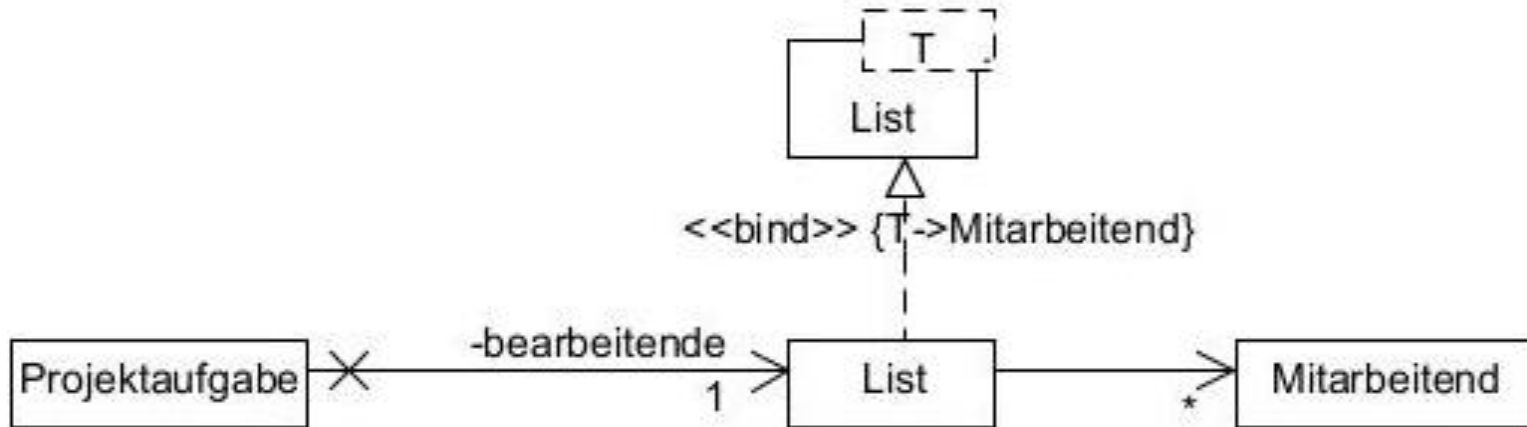 T
List
<<bind>> {T->Mitarbeitend}
-bearbeitende
Projektaufgabe
List
Mitarbeitend
1
*